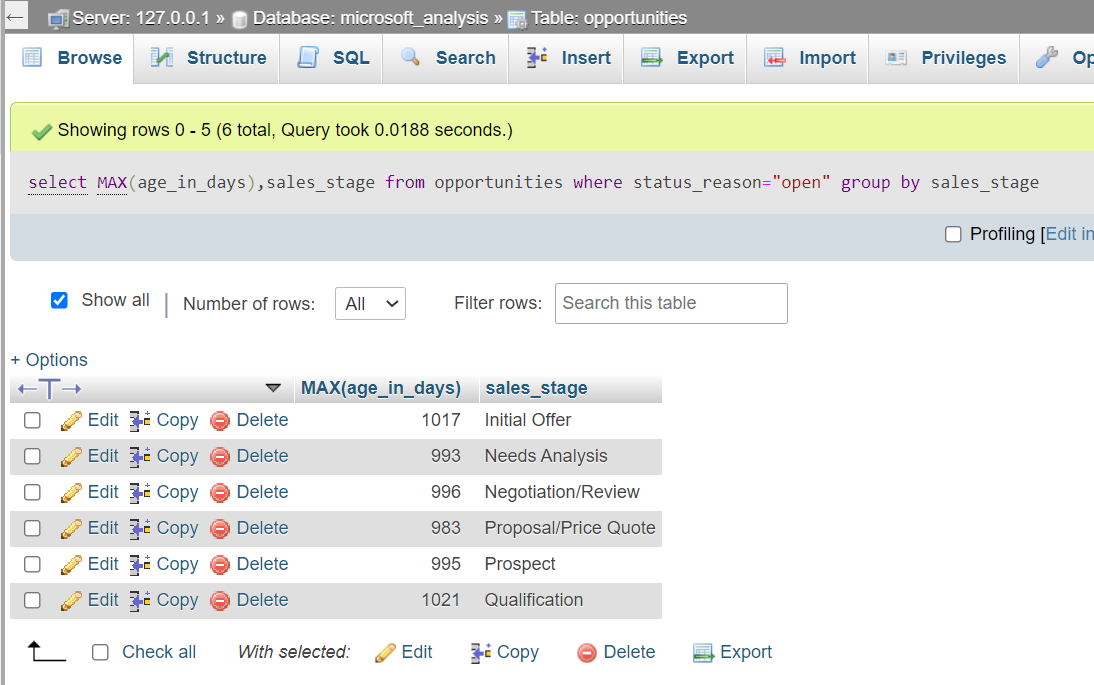 Server: 127.0.0.1 » Database: microsoft_analysis » Table: opportunities
Browse Structure SQL Search Insert Export Import Privileges Op
Showing rows 0 - 5 (6 total, Query took 0.0188 seconds.)
select MAX(age_in_days),sales_stage from opportunities where status_reason="open" group by sales_stage
Profiling [Edit in
Show all | Number of rows: All Filter rows: Search this table
+ Options
←T→ MAX(age_in_days) sales_stage
Edit Copy Delete 1017 Initial Offer
Edit Copy Delete 993 Needs Analysis
Edit Copy Delete 996 Negotiation/Review
Edit Copy Delete 983 Proposal/Price Quote
Edit Copy Delete 995 Prospect
Edit Copy Delete 1021 Qualification
Check all With selected: Edit Copy Delete Export